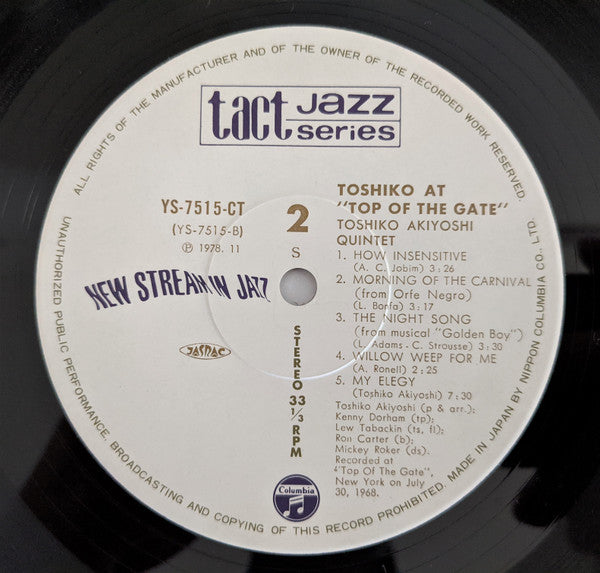 ALL RIGHTS OF THE MANUFACTURER AND OF THE OWNER OF THE RECORDED WORK RESERVED.
UNAUTHORIZED PUBLIC PERFORMANCE, BROADCASTING AND COPYING OF THIS RECORD PROHIBITED. MADE IN JAPAN BY NIPPON COLUMBIA CO., LTD.
tact JAZZ
series
YS-7515-CT
(YS-7515-B)
℗ 1978. 11
2
S
NEW STREAM IN JAZZ
JASRAC
STEREO 33 1/3 RPM
TOSHIKO AT
"TOP OF THE GATE"
TOSHIKO AKIYOSHI
QUINTET
1. HOW INSENSITIVE
(A. C. Jobim) 3:26
2. MORNING OF THE CARNIVAL
(from Orfe Negro)
(L. Bonfa) 3:17
3. THE NIGHT SONG
(from musical "Golden Boy")
(L. Adams - C. Strousse) 3:30
4. WILLOW WEEP FOR ME
(A. Ronell) 2:25
5. MY ELEGY
(Toshiko Akiyoshi) 7:30
Toshiko Akiyoshi (p & arr.);
Kenny Dorham (tp);
Lew Tabackin (ts, fl);
Ron Carter (b);
Mickey Roker (ds).
Recorded at
"Top Of The Gate",
New York on July
30, 1968.
Columbia